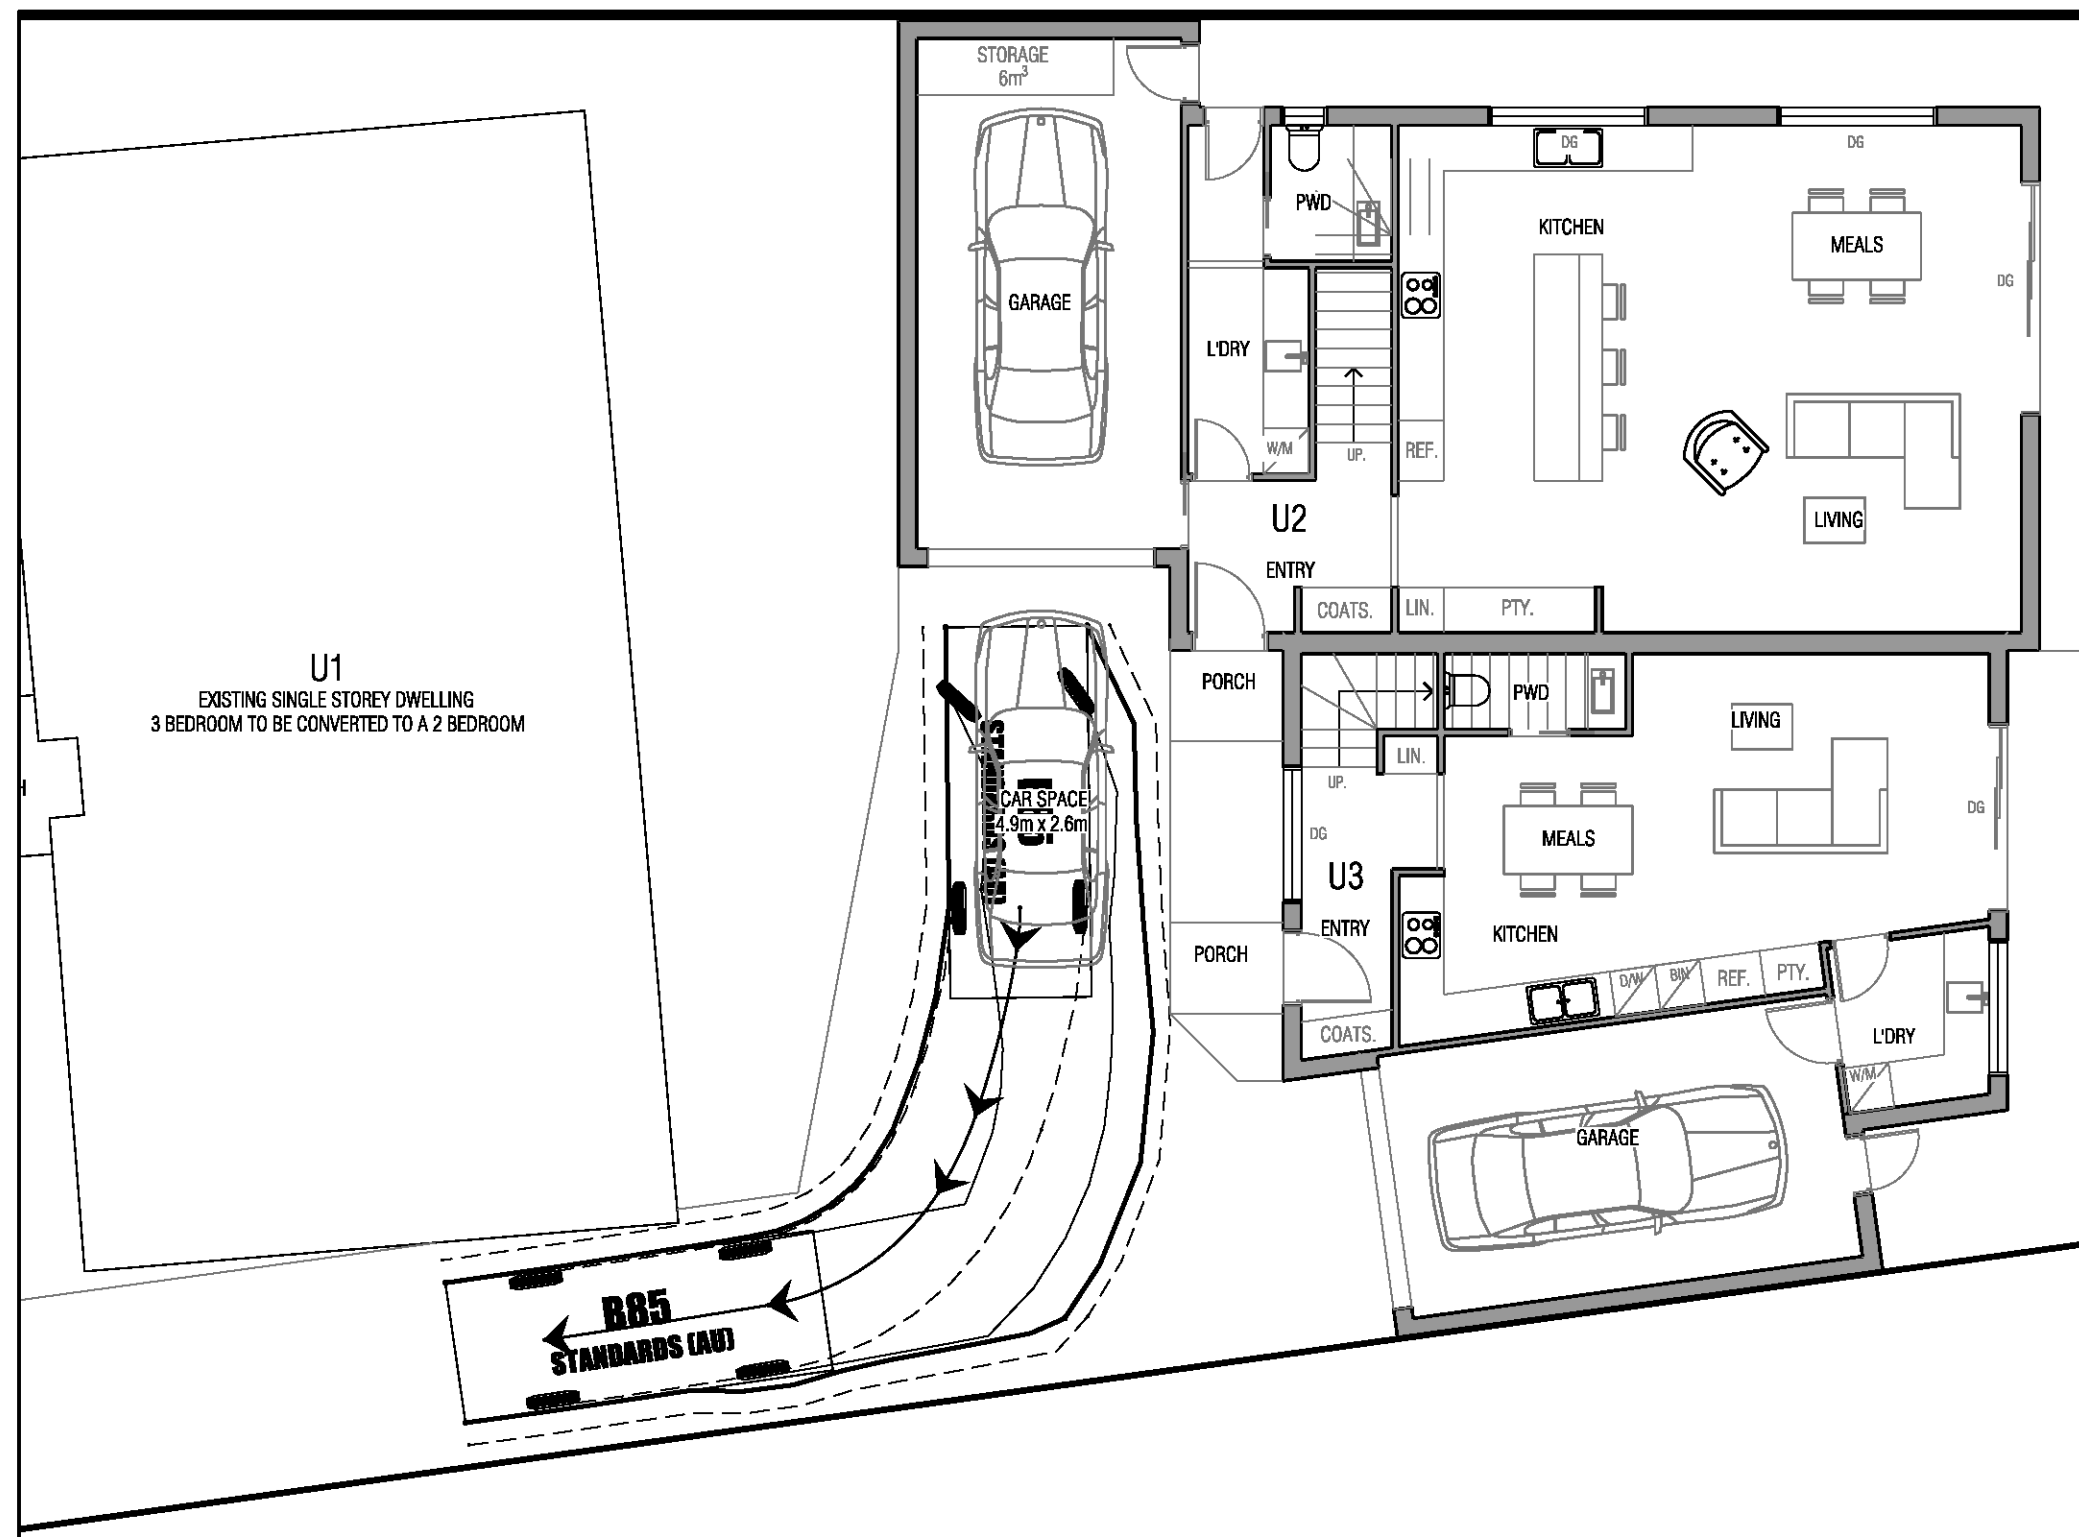 STORAGE
6m³
GARAGE
PWD
L'DRY
W/M
UP.
DG
KITCHEN
REF.
DG
MEALS
DG
LIVING
U2
ENTRY
COATS.
LIN.
PTY.
U1
EXISTING SINGLE STOREY DWELLING
3 BEDROOM TO BE CONVERTED TO A 2 BEDROOM
CAR SPACE
4.9m x 2.6m
PORCH
PORCH
PWD
LIN.
UP.
DG
U3
ENTRY
COATS.
LIVING
MEALS
DG
KITCHEN
D/W
BIN
REF.
PTY.
L'DRY
W/M
GARAGE
B85
STANDARDS (AU)